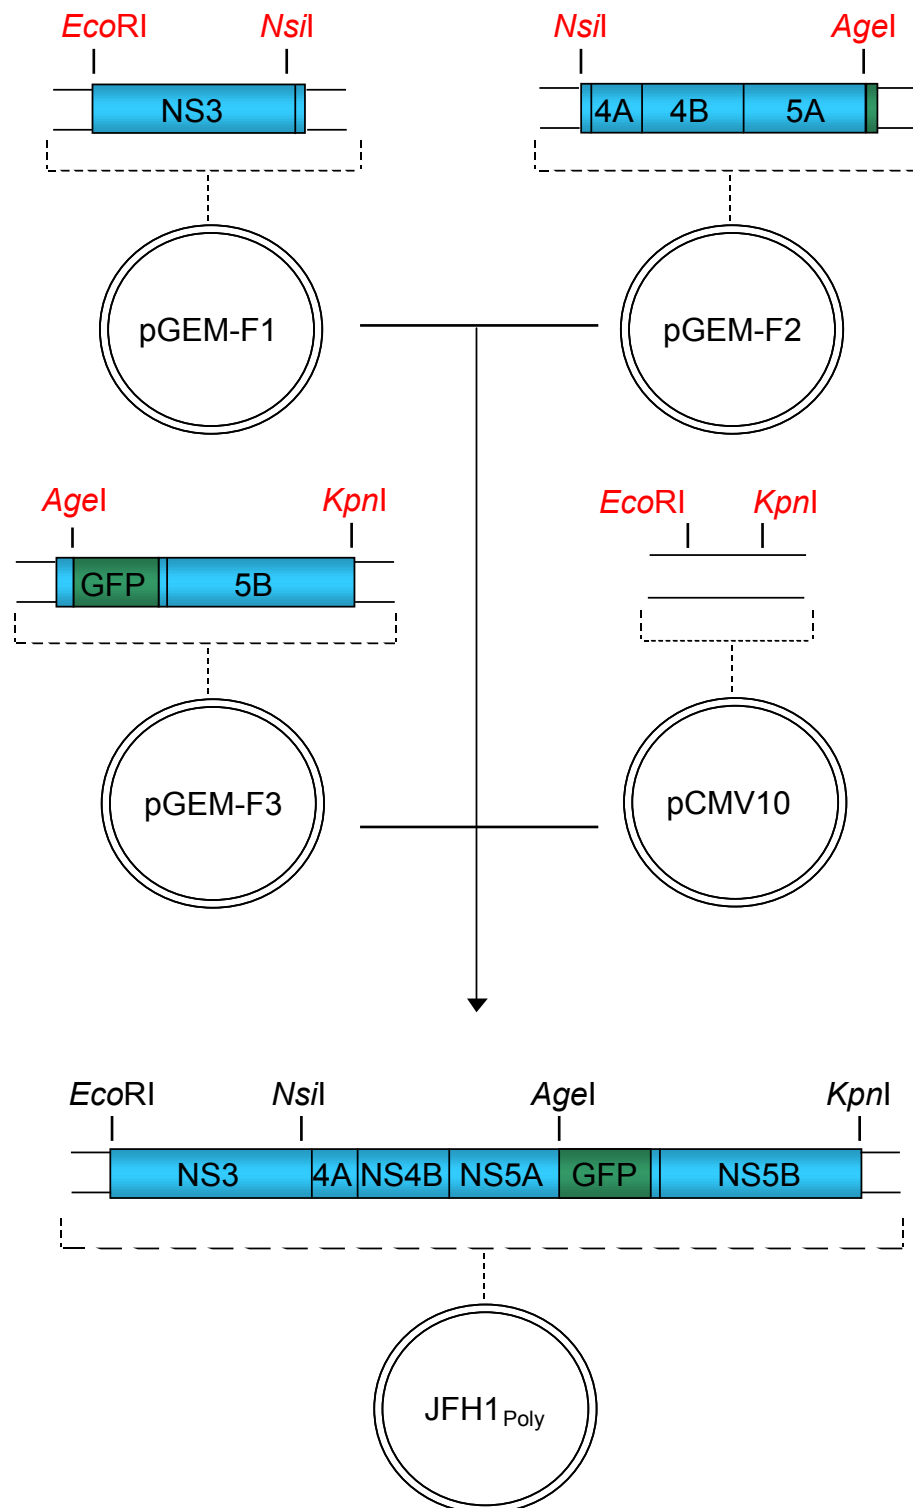 EcoRI NsiI NsiI AgeI
NS3 4A 4B 5A
pGEM-F1 pGEM-F2
AgeI KpnI EcoRI KpnI
GFP 5B
pGEM-F3 pCMV10
EcoRI NsiI AgeI KpnI
NS3 4A NS4B NS5A GFP NS5B
JFH1Poly